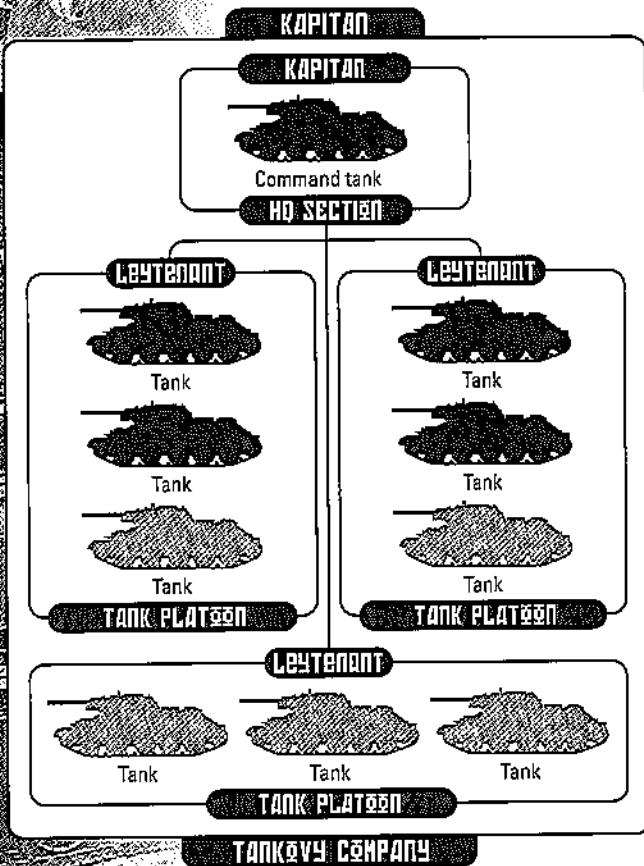 KAPITAN
KAPITAN
Command tank
HQ SECTION
LEYTENANT
LEYTENANT
Tank
Tank
Tank
Tank
Tank
Tank
TANK PLATOON
TANK PLATOON
LEYTENANT
Tank
Tank
Tank
TANK PLATOON
TANKOVY COMPANY